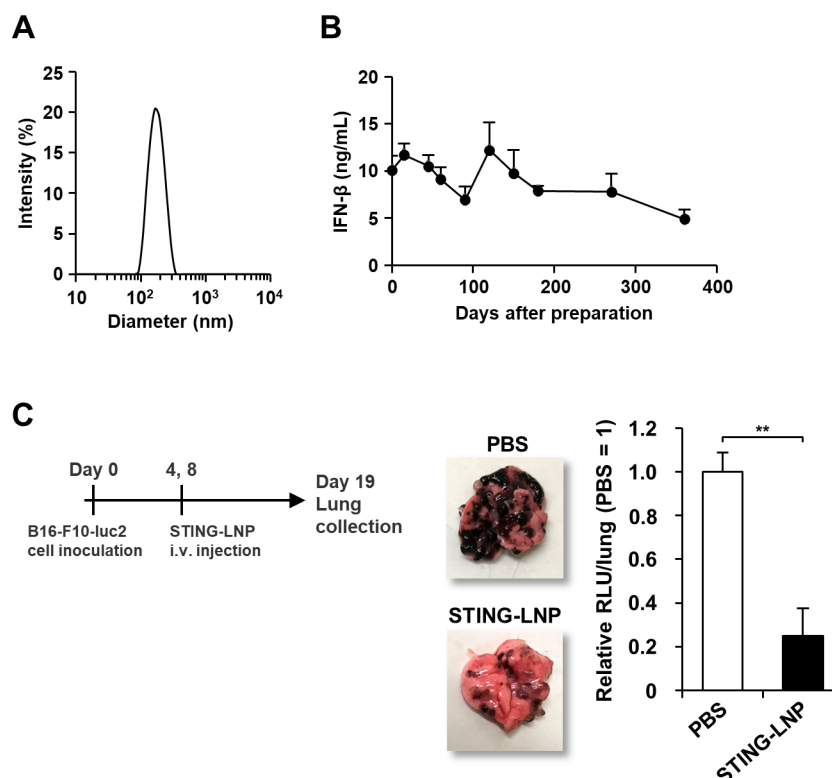 A
25
20
15
10
5
0
Intensity (%)
10
10²
10³
10⁴
Diameter (nm)
B
20
15
10
5
0
IFN-β (ng/mL)
0
100
200
300
400
Days after preparation
C
Day 0
4, 8
Day 19
Lung
collection
B16-F10-luc2
cell inoculation
STING-LNP
i.v. injection
PBS
STING-LNP
Relative RLU/lung (PBS = 1)
1.2
1.0
0.8
0.6
0.4
0.2
0
**
PBS
STING-LNP